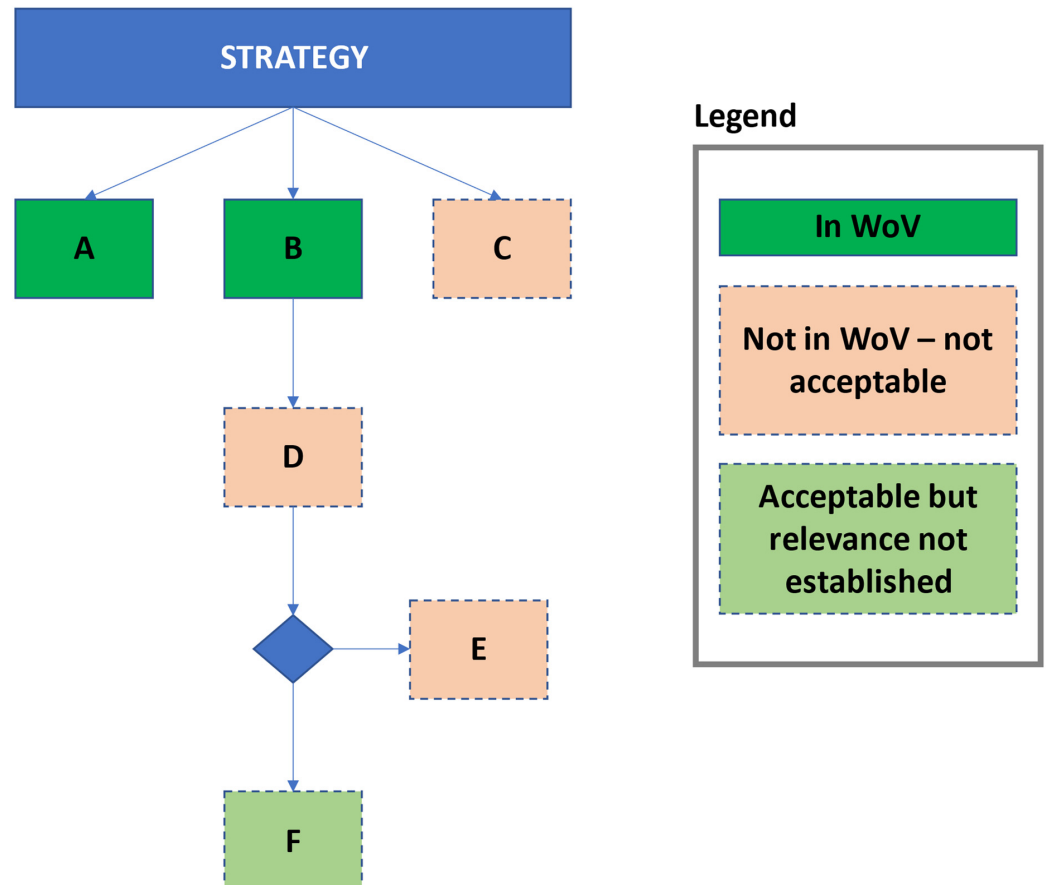 STRATEGY
Legend
A
B
C
In WoV
Not in WoV – not
acceptable
D
Acceptable but
relevance not
established
E
F